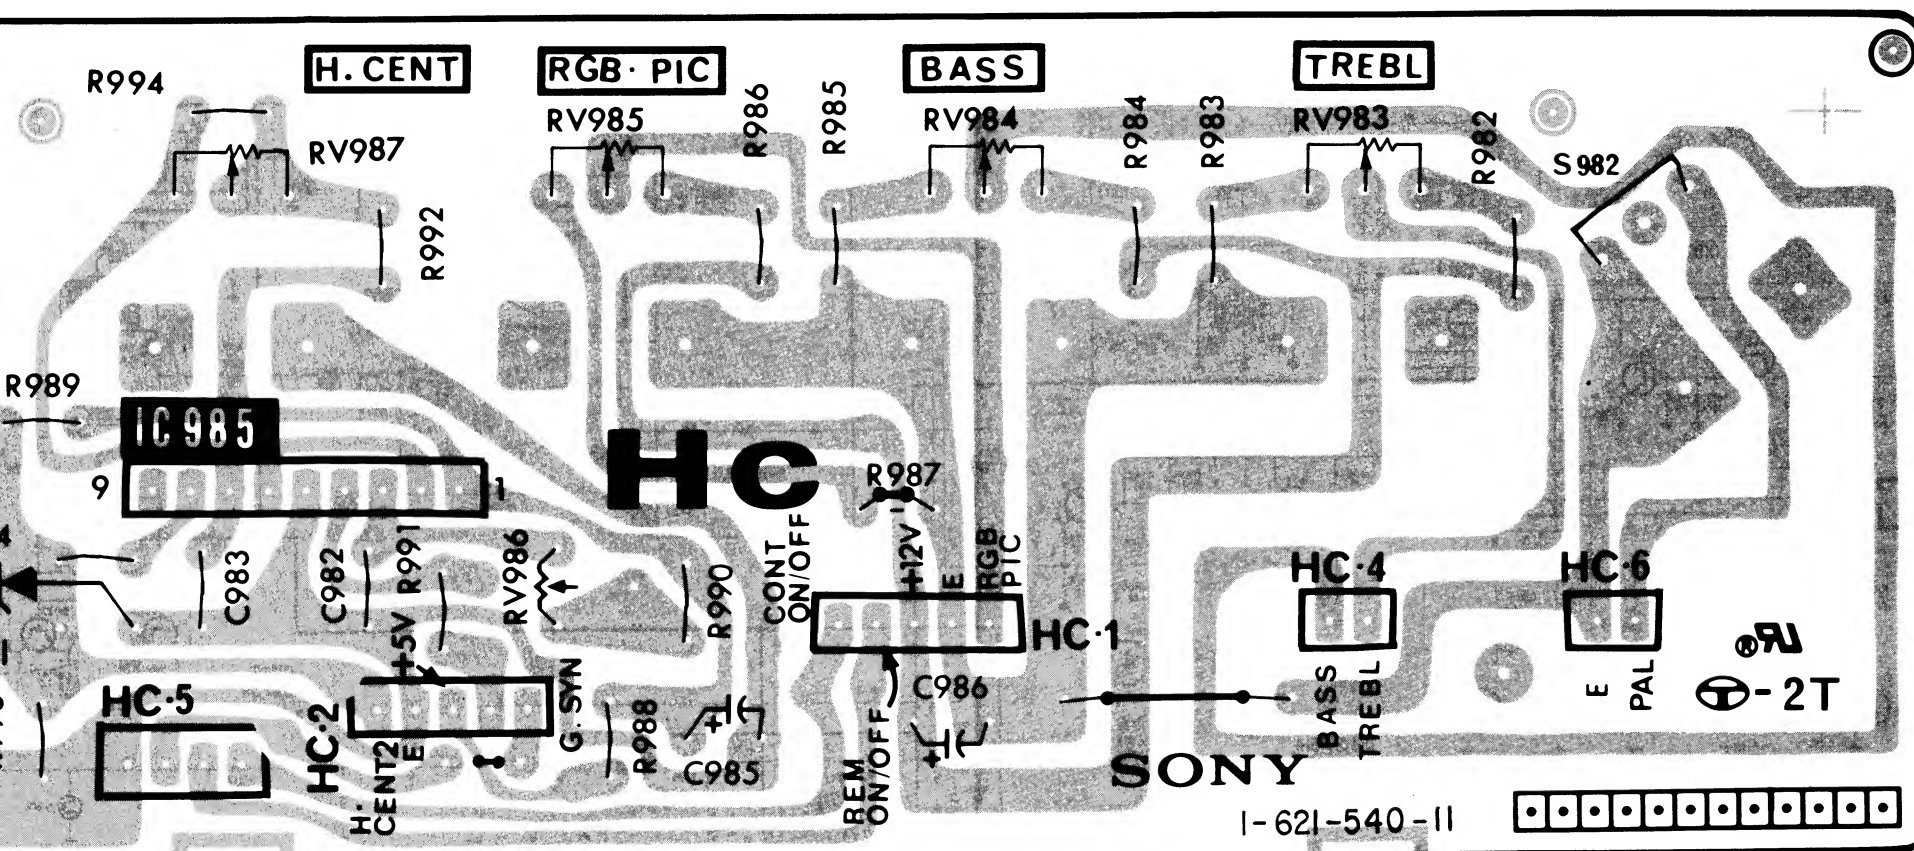 H. CENT
RGB· PIC
BASS
TREBL
R994
RV987
RV985
R986
R985
RV984
R984
R983
RV983
R982
S982
R992
R989
IC985
9
1
HC
R987
CONT
ON/OFF
+12V
E
RGB
PIC
HC·1
HC·4
HC·6
C983
C982
R991
+5V
RV986
R990
HC·5
HC·2
H·
CENT2
E
G. SYN
R988
C985
C986
REM
ON/OFF
BASS
TREBL
E
PAL
-2T
SONY
1-621-540-11